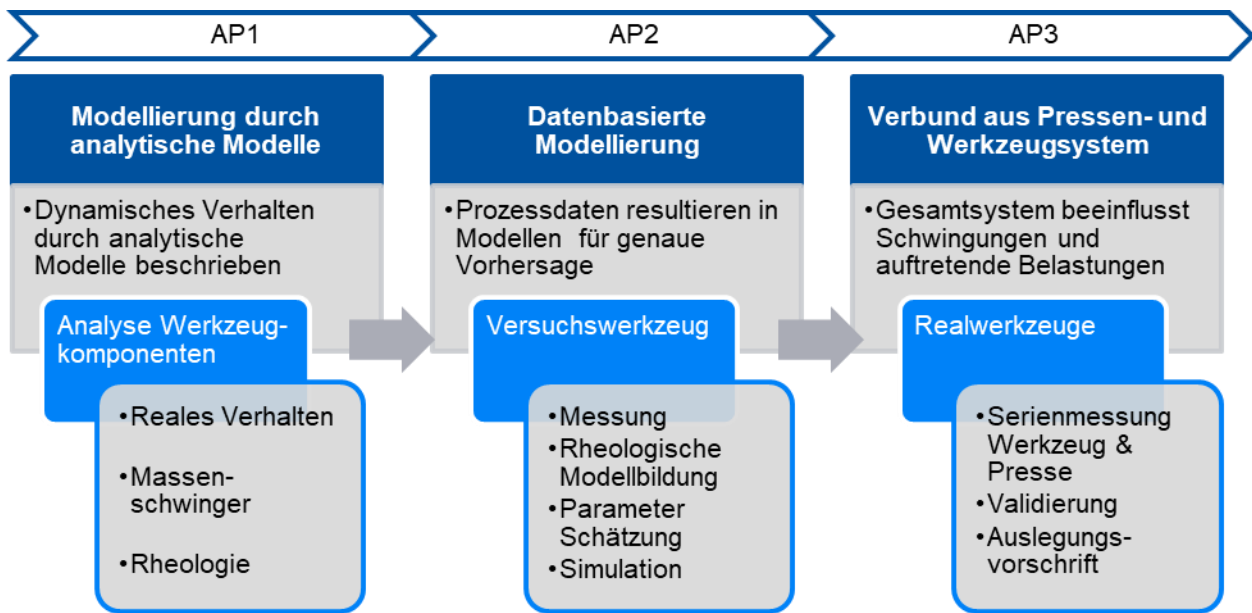 AP1
AP2
AP3
Modellierung durch
analytische Modelle
•Dynamisches Verhalten
durch analytische
Modelle beschrieben
Analyse Werkzeug-
komponenten
•Reales Verhalten
•Massen-
schwinger
•Rheologie
Datenbasierte
Modellierung
•Prozessdaten resultieren in
Modellen für genaue
Vorhersage
Versuchswerkzeug
•Messung
•Rheologische
Modellbildung
•Parameter
Schätzung
•Simulation
Verbund aus Pressen- und
Werkzeugsystem
•Gesamtsystem beeinflusst
Schwingungen und
auftretende Belastungen
Realwerkzeuge
•Serienmessung
Werkzeug &
Presse
•Validierung
•Auslegungs-
vorschrift